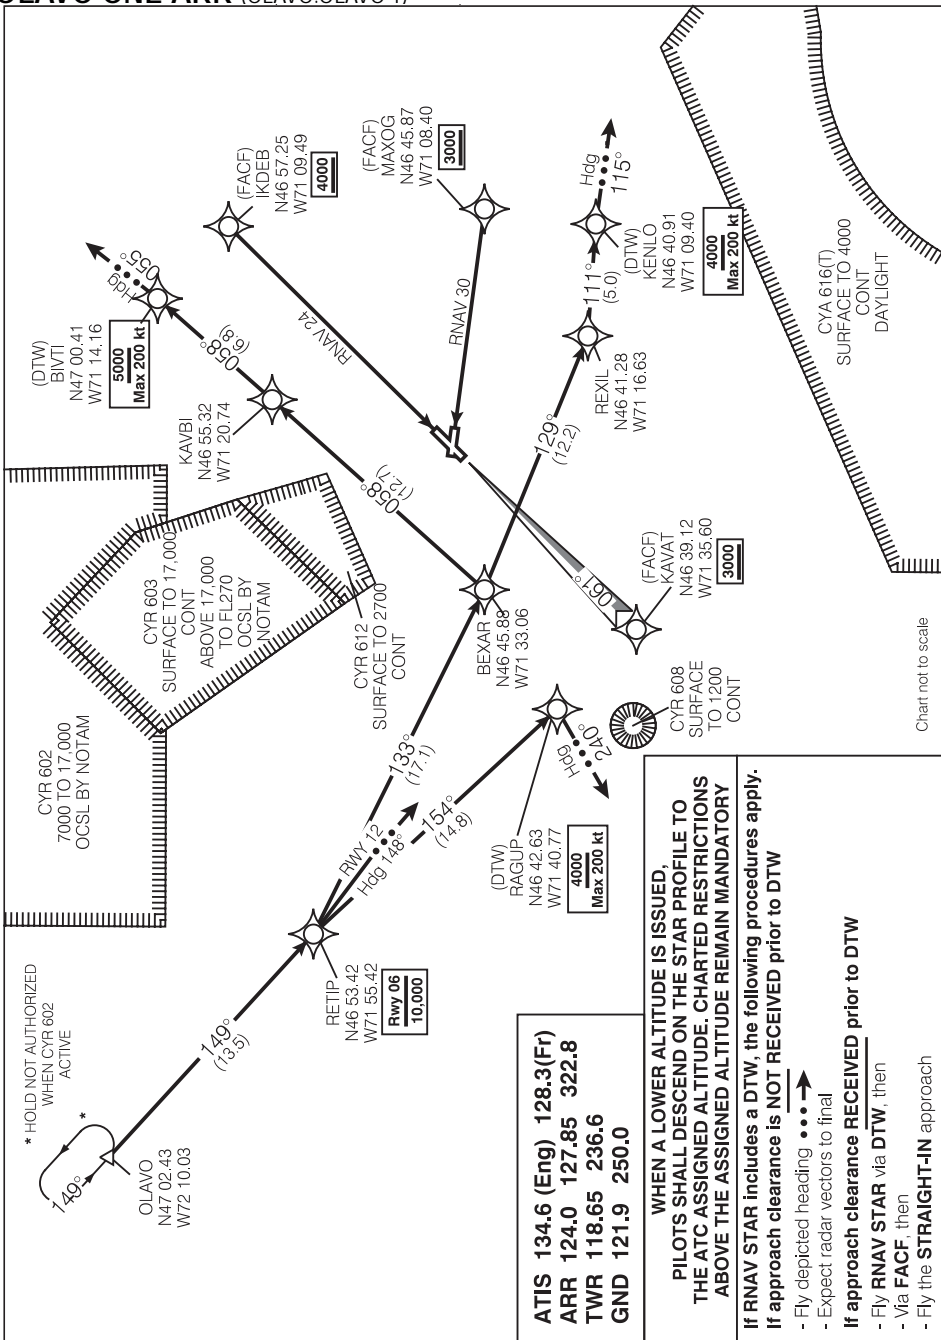 * HOLD NOT AUTHORIZED
WHEN CYR 602
ACTIVE
149°
*
OLAVO
N47 02.43
W72 10.03
149°
(13.5)
CYR 602
7000 TO 17,000
OCSL BY NOTAM
RETIP
N46 53.42
W71 55.42
Rwy 06
10,000
RWY 12
Hdg 148°
133°
(17.1)
154°
(14.8)
CYR 603
SURFACE TO 17,000
CONT
ABOVE 17,000
TO FL270
OCSL BY
NOTAM
CYR 612
SURFACE TO 2700
CONT
(DTW)
RAGUP
N46 42.63
W71 40.77
4000
Max 200 kt
Hdg
240°
BEXAR
N46 45.88
W71 33.06
058°
(12.7)
KAVBI
N46 55.32
W71 20.74
058°
(6.8)
(DTW)
BIVTI
N47 00.41
W71 14.16
5000
Max 200 kt
Hdg
055°
(FACF)
IKDEB
N46 57.25
W71 09.49
4000
RNAV 24
(FACF)
MAXOG
N46 45.87
W71 08.40
3000
RNAV 30
129°
(12.2)
REXIL
N46 41.28
W71 16.63
111°
(5.0)
(DTW)
KENLO
N46 40.91
W71 09.40
4000
Max 200 kt
Hdg
115°
061°
(FACF)
KAVAT
N46 39.12
W71 35.60
3000
CYR 608
SURFACE
TO 1200
CONT
CYA 616(T)
SURFACE TO 4000
CONT
DAYLIGHT
Chart not to scale
ATIS 134.6 (Eng) 128.3(Fr)
ARR 124.0 127.85 322.8
TWR 118.65 236.6
GND 121.9 250.0
WHEN A LOWER ALTITUDE IS ISSUED,
PILOTS SHALL DESCEND ON THE STAR PROFILE TO
THE ATC ASSIGNED ALTITUDE. CHARTED RESTRICTIONS
ABOVE THE ASSIGNED ALTITUDE REMAIN MANDATORY
If RNAV STAR includes a DTW, the following procedures apply.
If approach clearance is NOT RECEIVED prior to DTW
- Fly depicted heading
- Expect radar vectors to final
If approach clearance RECEIVED prior to DTW
- Fly RNAV STAR via DTW, then
- Via FACF, then
- Fly the STRAIGHT-IN approach